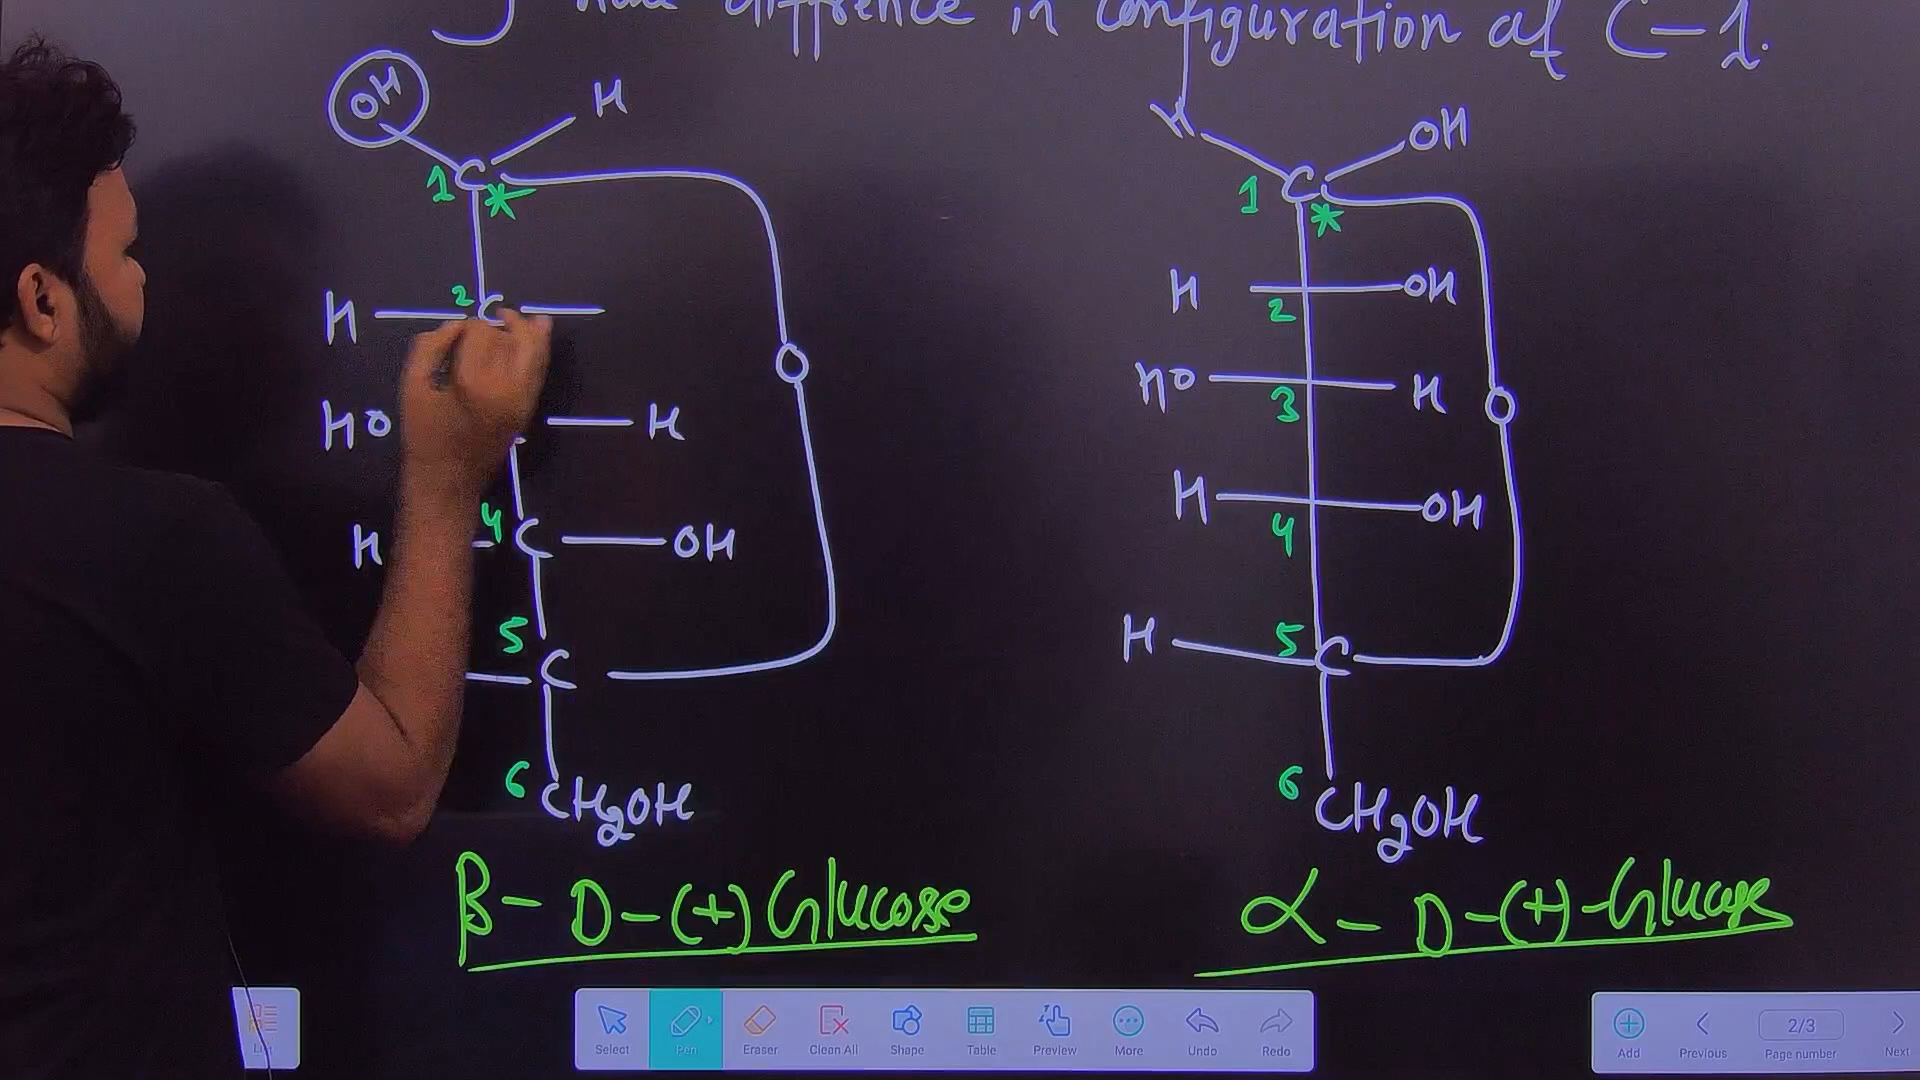 have diffrence in configuration at C-1.
OH H
H OH
1 C * 1 C *
H 2 C H 2 OH
O
HO H HO 3 H O
H 4 C OH H 4 OH
5 C H 5 C
6 CH2OH 6 CH2OH
β- D-(+) Glucose α- D-(+)-Glucose
Select Pen Eraser Clean All Shape Table Preview More Undo Redo
Add Previous 2/3 Page number Next